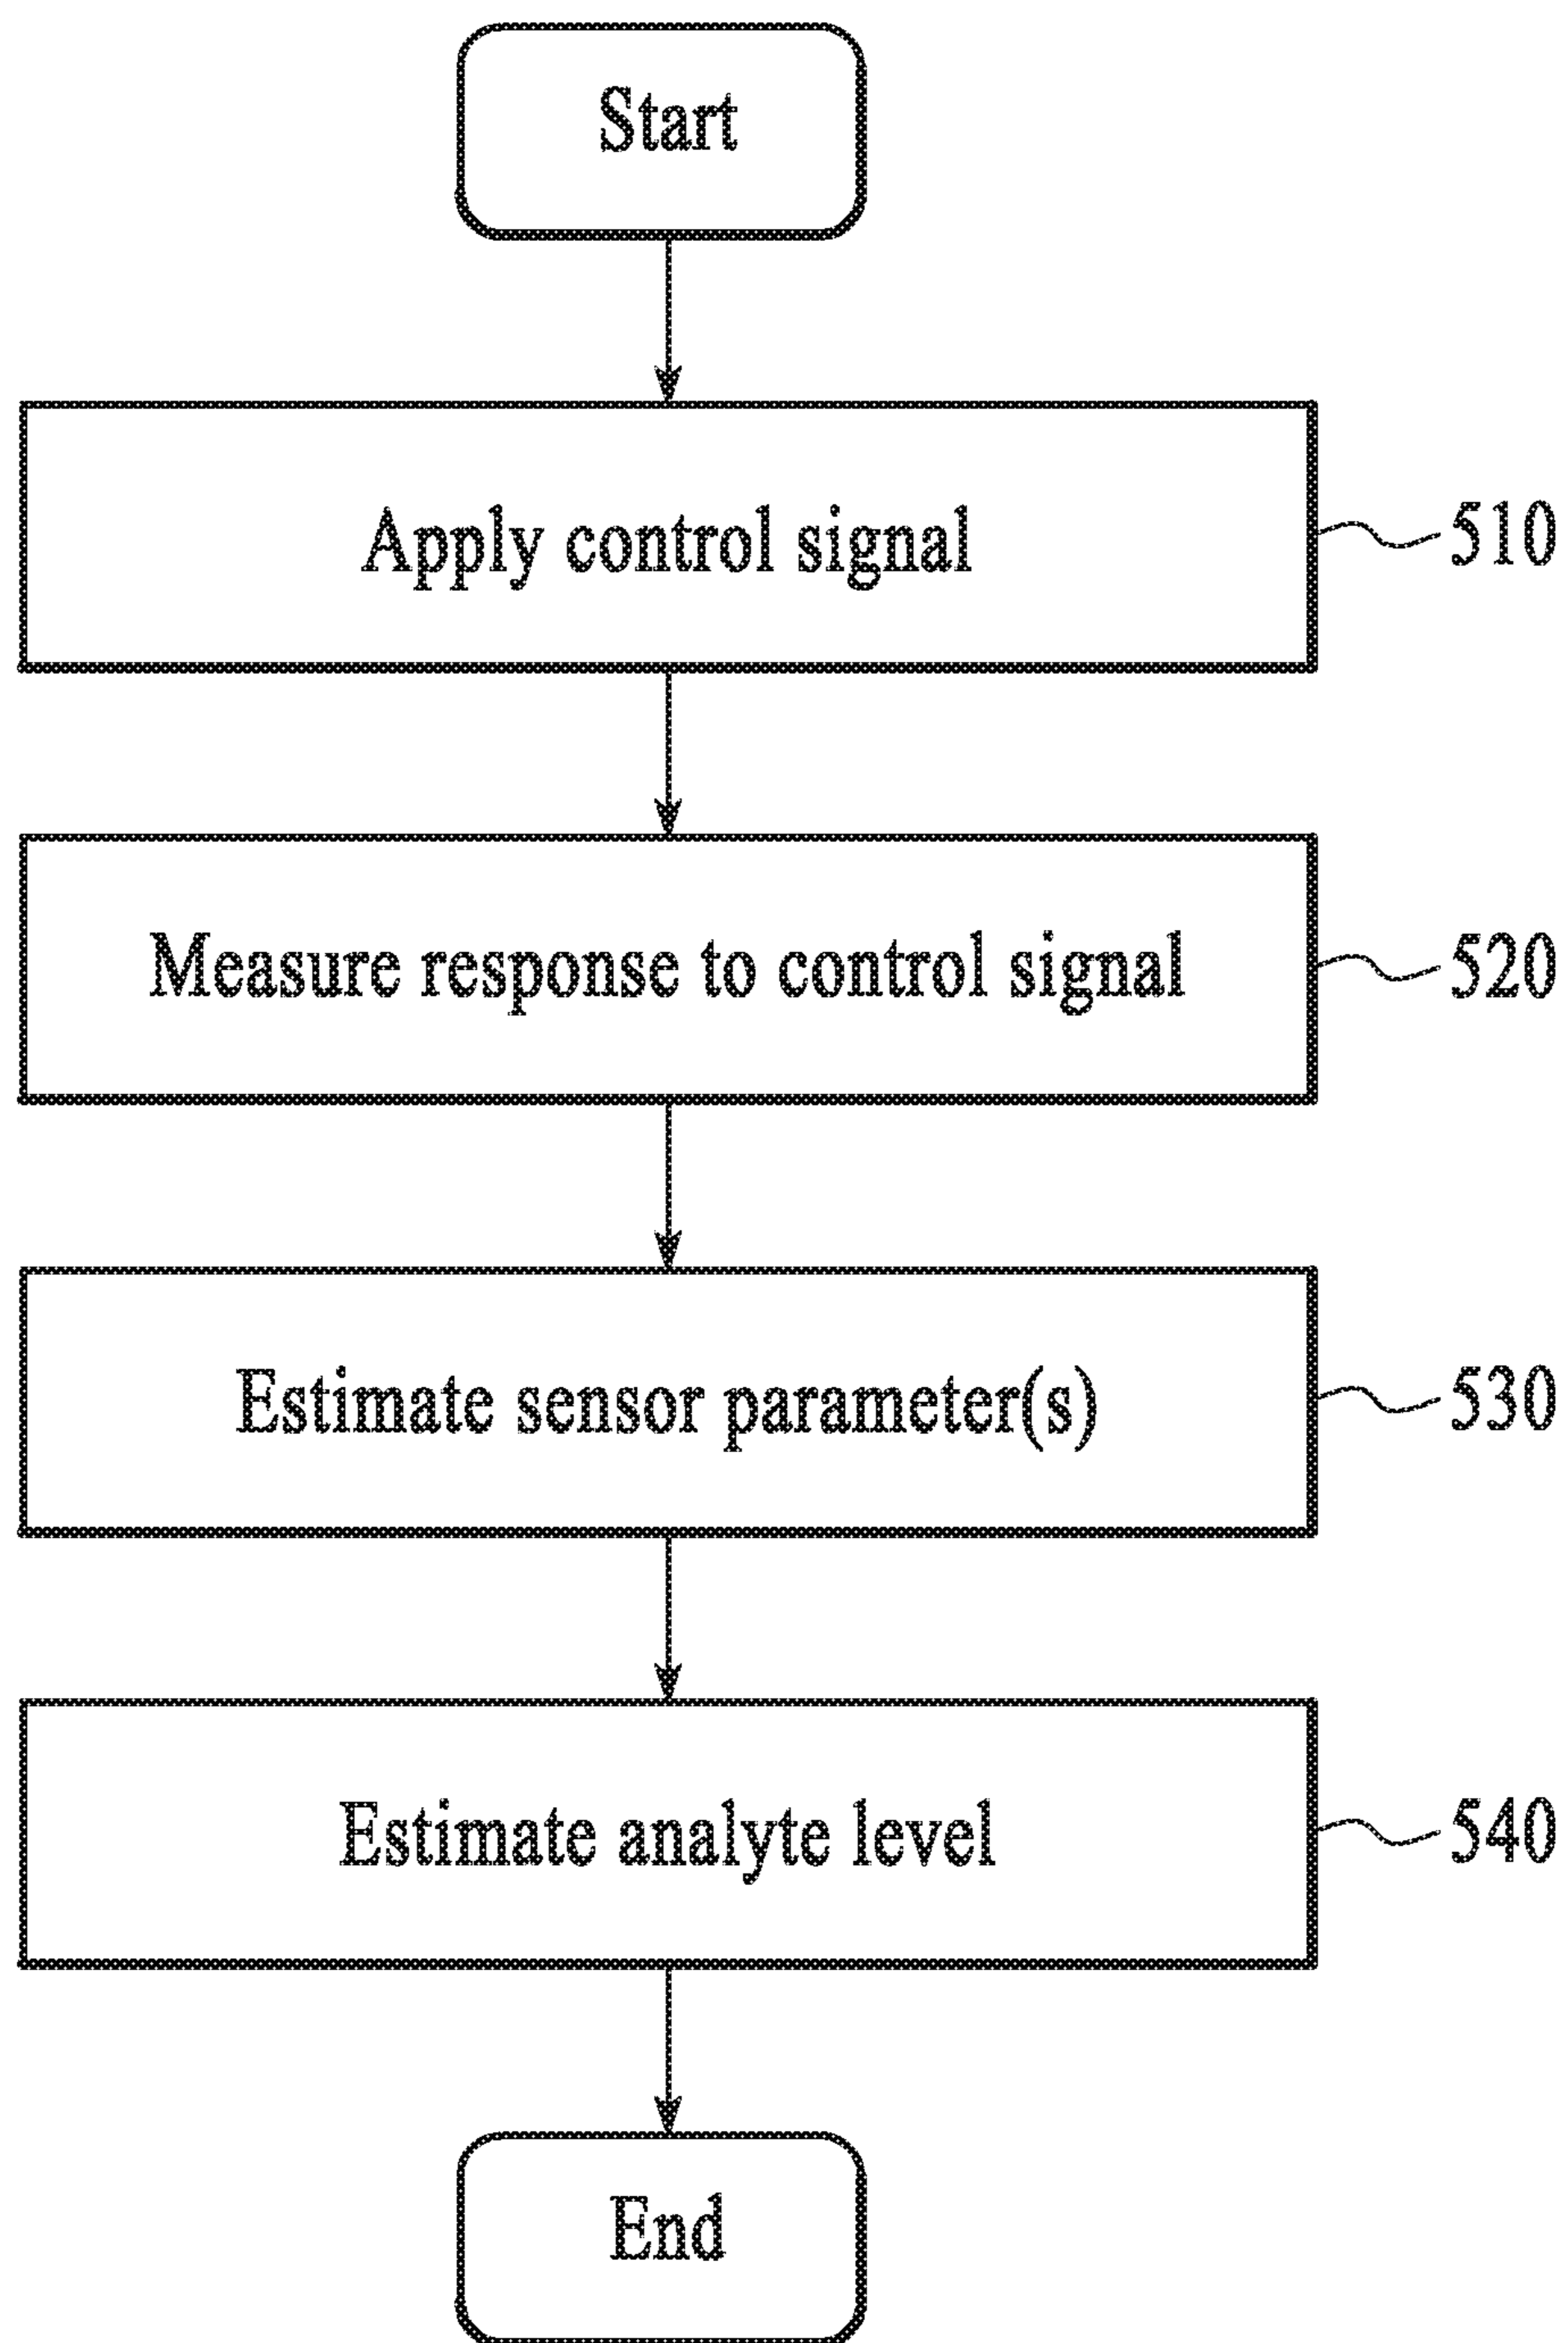 Start
Apply control signal
510
Measure response to control signal
520
Estimate sensor parameter(s)
530
Estimate analyte level
540
End